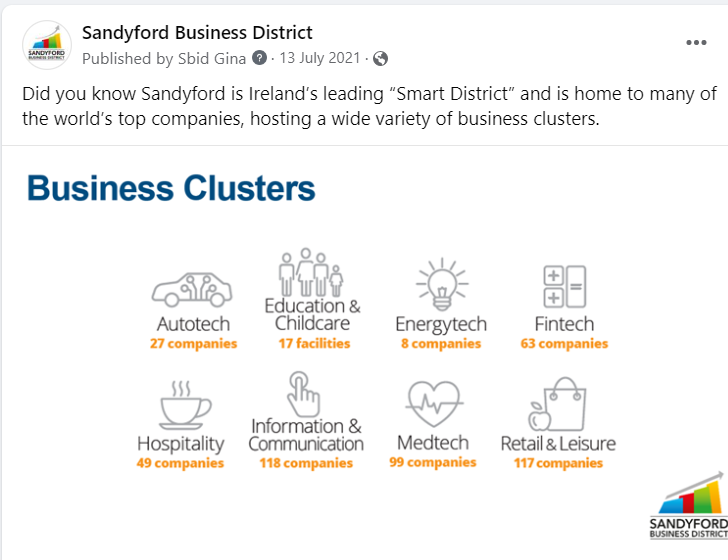 Sandyford Business District
SANDYFORD
BUSINESS DISTRICT
Published by Sbid Gina ? · 13 July 2021 ·
Did you know Sandyford is Ireland’s leading “Smart District” and is home to many of
the world’s top companies, hosting a wide variety of business clusters.
Business Clusters
Autotech
27 companies
Education &
Childcare
17 facilities
Energytech
8 companies
Fintech
63 companies
Hospitality
49 companies
Information &
Communication
118 companies
Medtech
99 companies
Retail & Leisure
117 companies
SANDYFORD
BUSINESS DISTRICT